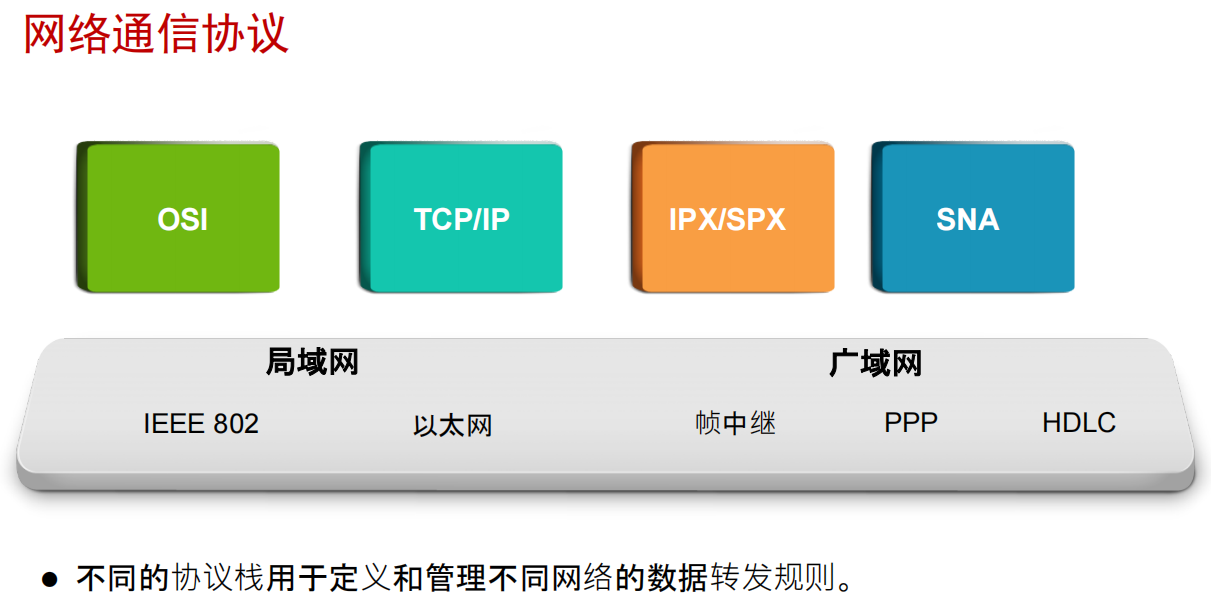 网络通信协议
OSI TCP/IP IPX/SPX SNA
局域网 广域网
IEEE 802 以太网 帧中继 PPP HDLC
● 不同的协议栈用于定义和管理不同网络的数据转发规则。